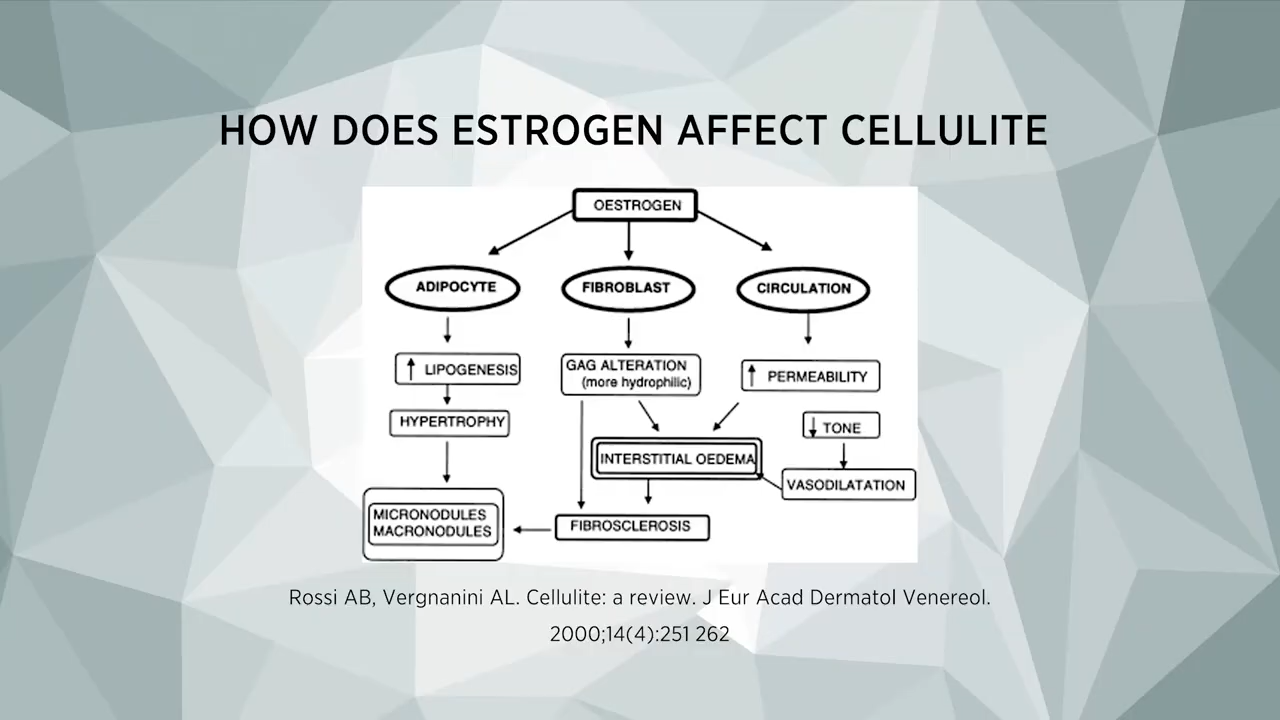 HOW DOES ESTROGEN AFFECT CELLULITE
OESTROGEN
ADIPOCYTE
FIBROBLAST
CIRCULATION
↑ LIPOGENESIS
GAG ALTERATION
(more hydrophilic)
↑ PERMEABILITY
HYPERTROPHY
↓ TONE
INTERSTITIAL OEDEMA
VASODILATATION
MICRONODULES
MACRONODULES
FIBROSCLEROSIS
Rossi AB, Vergnanini AL. Cellulite: a review. J Eur Acad Dermatol Venereol.
2000;14(4):251 262